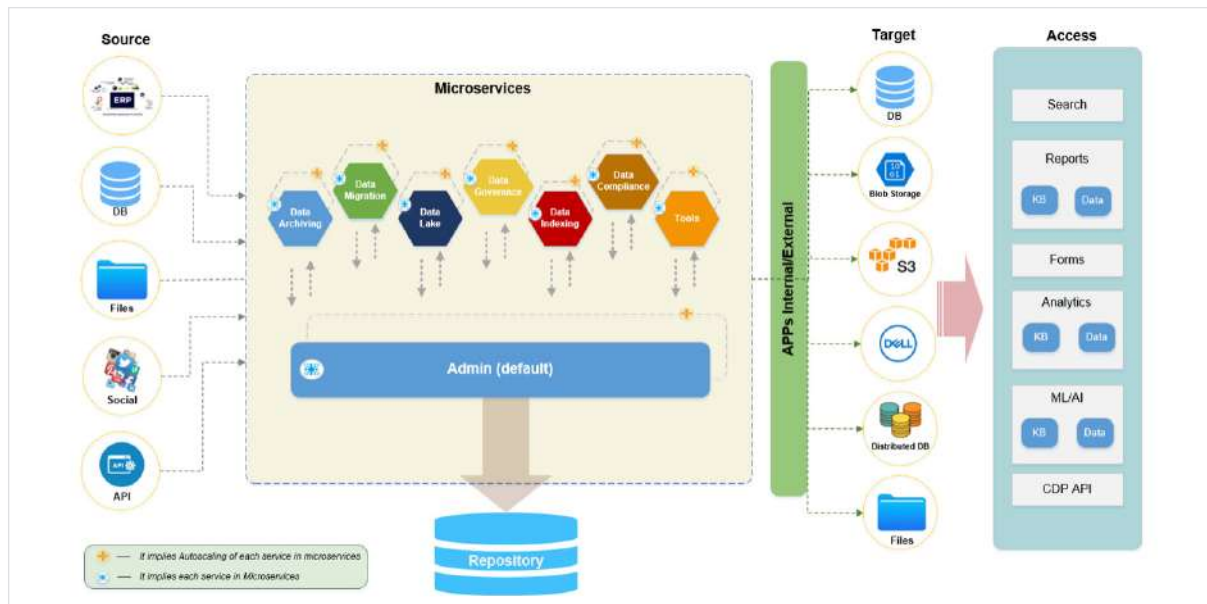 Source
ERP
DB
Files
Social
API
API
Microservices
Data
Archiving
Data
Migration
Data
Lake
Data
Governance
Data
Indexing
Data
Compliance
Tools
Admin (default)
Repository
— It implies Autoscaling of each service in microservices
— It implies each service in Microservices
APPs Internal/External
Target
DB
10
01
Blob Storage
S3
DELL
Distributed DB
Files
Access
Search
Reports
KB Data
Forms
Analytics
KB Data
ML/AI
KB Data
CDP API